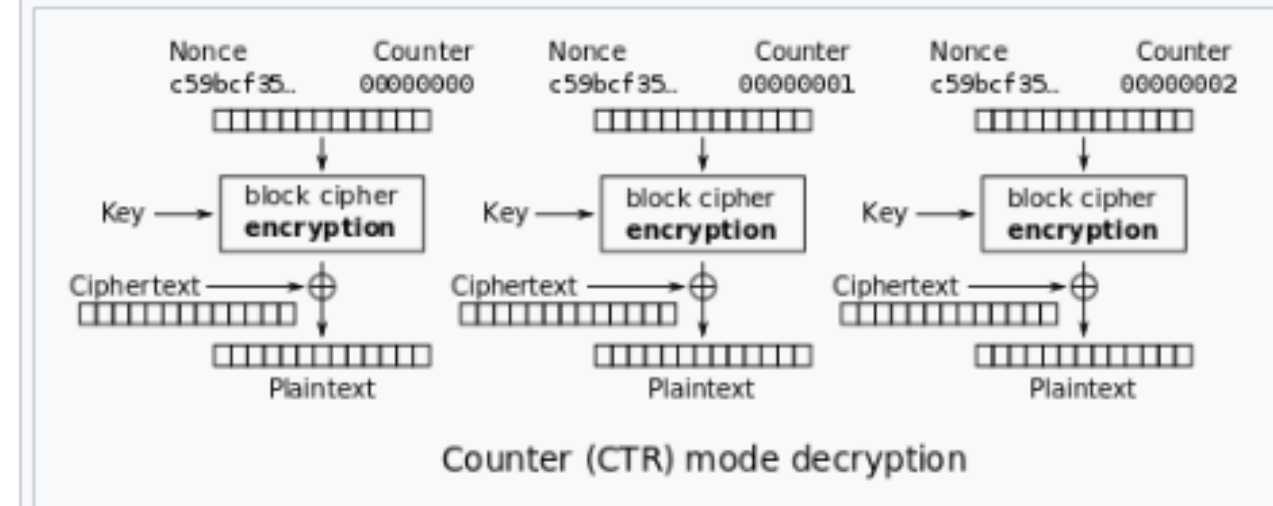 Nonce Counter Nonce Counter Nonce Counter
c59bcf35… 00000000 c59bcf35… 00000001 c59bcf35… 00000002
Key block cipher encryption Key block cipher encryption Key block cipher encryption
Ciphertext Ciphertext Ciphertext
Plaintext Plaintext Plaintext
Counter (CTR) mode decryption